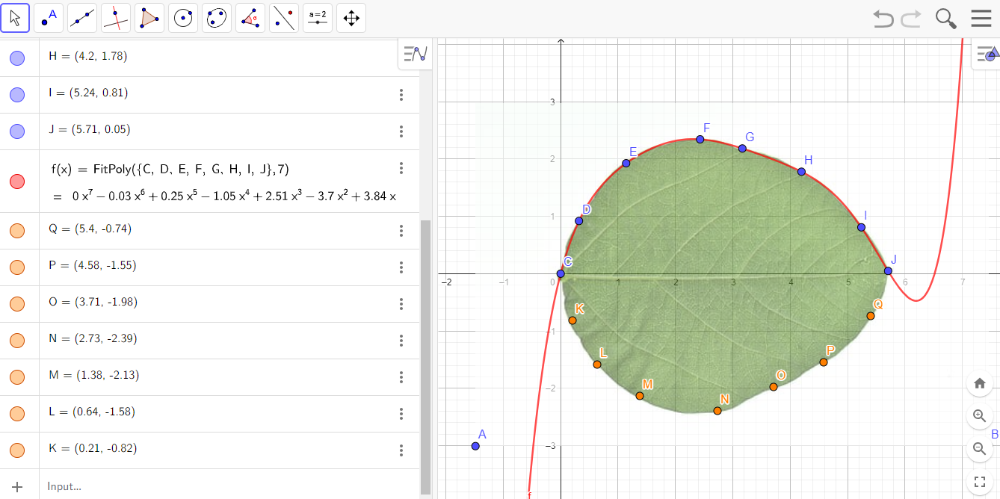 A
a=2
H = (4.2, 1.78)
I = (5.24, 0.81)
J = (5.71, 0.05)
f(x) = FitPoly({C, D, E, F, G, H, I, J},7)
= 0 x⁷ − 0.03 x⁶ + 0.25 x⁵ − 1.05 x⁴ + 2.51 x³ − 3.7 x² + 3.84 x
Q = (5.4, -0.74)
P = (4.58, -1.55)
O = (3.71, -1.98)
N = (2.73, -2.39)
M = (1.38, -2.13)
L = (0.64, -1.58)
K = (0.21, -0.82)
Input...
3
F
G
E
2
H
D
1
I
C
J
−2
−1
0
1
2
3
4
5
6
7
K
Q
−1
L
P
M
O
−2
N
A
B
−3
f